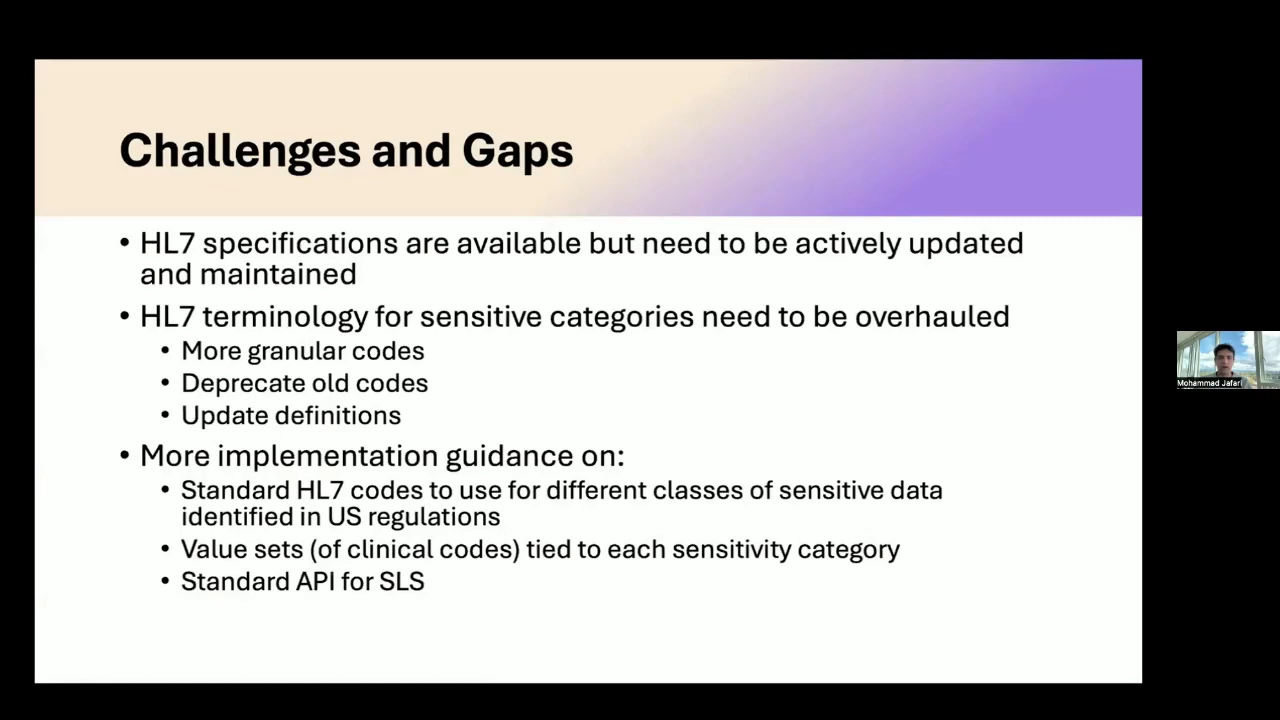 Challenges and Gaps
• HL7 specifications are available but need to be actively updated
and maintained
• HL7 terminology for sensitive categories need to be overhauled
• More granular codes
• Deprecate old codes
• Update definitions
• More implementation guidance on:
• Standard HL7 codes to use for different classes of sensitive data
identified in US regulations
• Value sets (of clinical codes) tied to each sensitivity category
• Standard API for SLS
Mohammad Jafari